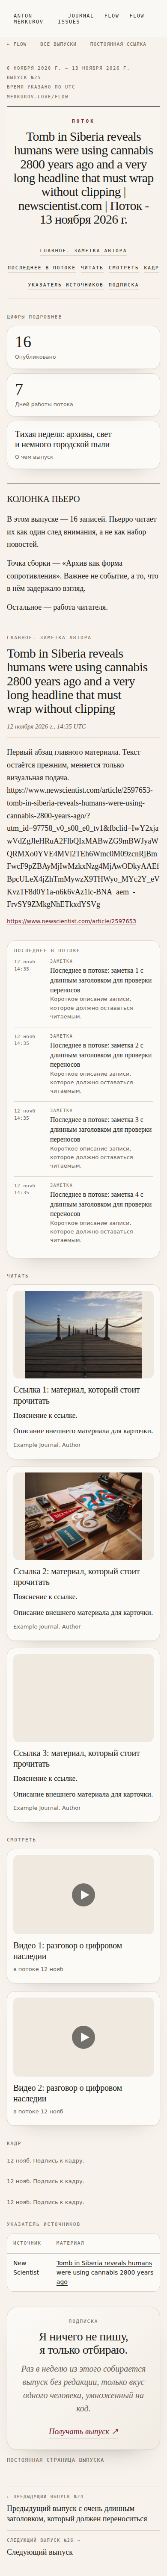 ANTON MERKUROV
JOURNAL FLOW FLOW ISSUES
← FLOW ВСЕ ВЫПУСКИ ПОСТОЯННАЯ ССЫЛКА
6 НОЯБРЯ 2026 Г. — 13 НОЯБРЯ 2026 Г.
ВЫПУСК №25
ВРЕМЯ УКАЗАНО ПО UTC
MERKUROV.LOVE/FLOW
ПОТОК
Tomb in Siberia reveals
humans were using cannabis
2800 years ago and a very
long headline that must wrap
without clipping |
newscientist.com | Поток -
13 ноября 2026 г.
ГЛАВНОЕ. ЗАМЕТКА АВТОРА
ПОСЛЕДНЕЕ В ПОТОКЕ ЧИТАТЬ СМОТРЕТЬ КАДР
УКАЗАТЕЛЬ ИСТОЧНИКОВ ПОДПИСКА
ЦИФРЫ ПОДРОБНЕЕ
16
Опубликовано
7
Дней работы потока
Тихая неделя: архивы, свет
и немного городской пыли
О чем выпуск
КОЛОНКА ПЬЕРО
В этом выпуске — 16 записей. Пьерро читает
их как один след внимания, а не как набор
новостей.
Точка сборки — «Архив как форма
сопротивления». Важнее не событие, а то, что
в нём задержало взгляд.
Остальное — работа читателя.
ГЛАВНОЕ. ЗАМЕТКА АВТОРА
Tomb in Siberia reveals
humans were using cannabis
2800 years ago and a very
long headline that must
wrap without clipping
12 ноября 2026 г., 14:35 UTC
Первый абзац главного материала. Текст
остаётся прежним, меняется только
визуальная подача.
https://www.newscientist.com/article/2597653-
tomb-in-siberia-reveals-humans-were-using-
cannabis-2800-years-ago/?
https://www.newscientist.com/article/2597653
ПОСЛЕДНЕЕ В ПОТОКЕ
12 нояб 14:35
ЗАМЕТКА
Последнее в потоке: заметка 1 с
длинным заголовком для проверки
переносов
Короткое описание записи,
которое должно оставаться
читаемым.
12 нояб 14:35
ЗАМЕТКА
Последнее в потоке: заметка 2 с
длинным заголовком для проверки
переносов
Короткое описание записи,
которое должно оставаться
читаемым.
12 нояб 14:35
ЗАМЕТКА
Последнее в потоке: заметка 3 с
длинным заголовком для проверки
переносов
Короткое описание записи,
которое должно оставаться
читаемым.
12 нояб 14:35
ЗАМЕТКА
Последнее в потоке: заметка 4 с
длинным заголовком для проверки
переносов
Короткое описание записи,
которое должно оставаться
читаемым.
ЧИТАТЬ
Ссылка 1: материал, который стоит
прочитать
Пояснение к ссылке.
Описание внешнего материала для карточки.
Example Journal. Author
Ссылка 2: материал, который стоит
прочитать
Пояснение к ссылке.
Описание внешнего материала для карточки.
Example Journal. Author
Ссылка 3: материал, который стоит
прочитать
Пояснение к ссылке.
Описание внешнего материала для карточки.
Example Journal. Author
СМОТРЕТЬ
Видео 1: разговор о цифровом
наследии
в потоке 12 нояб
Видео 2: разговор о цифровом
наследии
в потоке 12 нояб
КАДР
12 нояб. Подпись к кадру.
12 нояб. Подпись к кадру.
12 нояб. Подпись к кадру.
УКАЗАТЕЛЬ ИСТОЧНИКОВ
ИСТОЧНИК МАТЕРИАЛ
New Scientist
Tomb in Siberia reveals humans
were using cannabis 2800 years
ago
ПОДПИСКА
Я ничего не пишу,
я только отбираю.
Раз в неделю из этого собирается
выпуск без редакции, только вкус
одного человека, умноженный на
код.
Получать выпуск ↗
ПОСТОЯННАЯ СТРАНИЦА ВЫПУСКА
← ПРЕДЫДУЩИЙ ВЫПУСК №24
Предыдущий выпуск с очень длинным
заголовком, который должен переноситься
СЛЕДУЮЩИЙ ВЫПУСК №26 →
Следующий выпуск